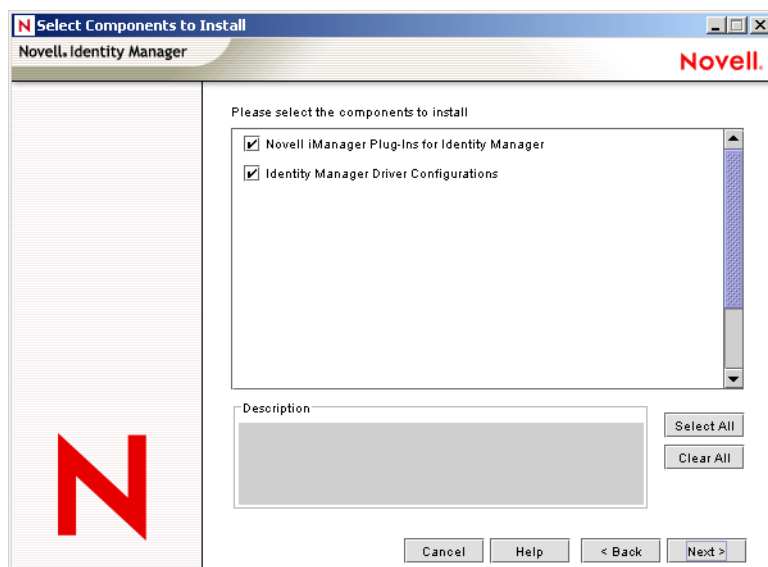 Select Components to Install
Novell. Identity Manager
Novell.
Please select the components to install
Novell iManager Plug-Ins for Identity Manager
Identity Manager Driver Configurations
Description
Select All
Clear All
Cancel Help < Back Next >